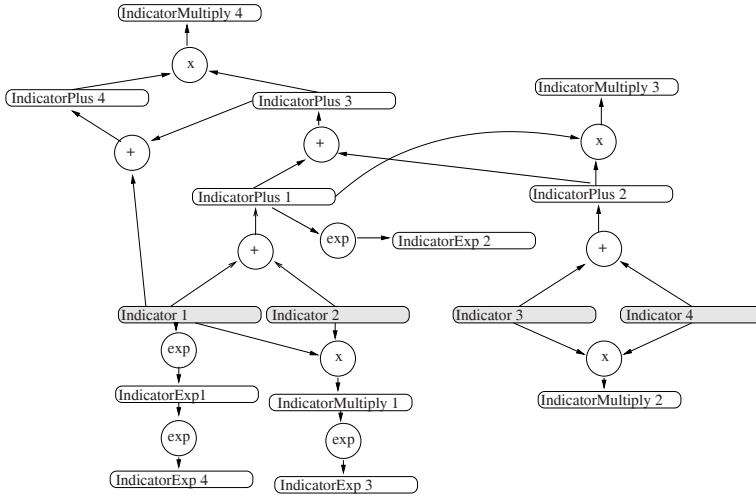 IndicatorMultiply 4
x
IndicatorPlus 4
IndicatorPlus 3
IndicatorMultiply 3
+
+
x
IndicatorPlus 1
IndicatorPlus 2
exp
IndicatorExp 2
+
+
Indicator 1
Indicator 2
Indicator 3
Indicator 4
exp
x
x
IndicatorExp1
IndicatorMultiply 1
IndicatorMultiply 2
exp
exp
IndicatorExp 4
IndicatorExp 3